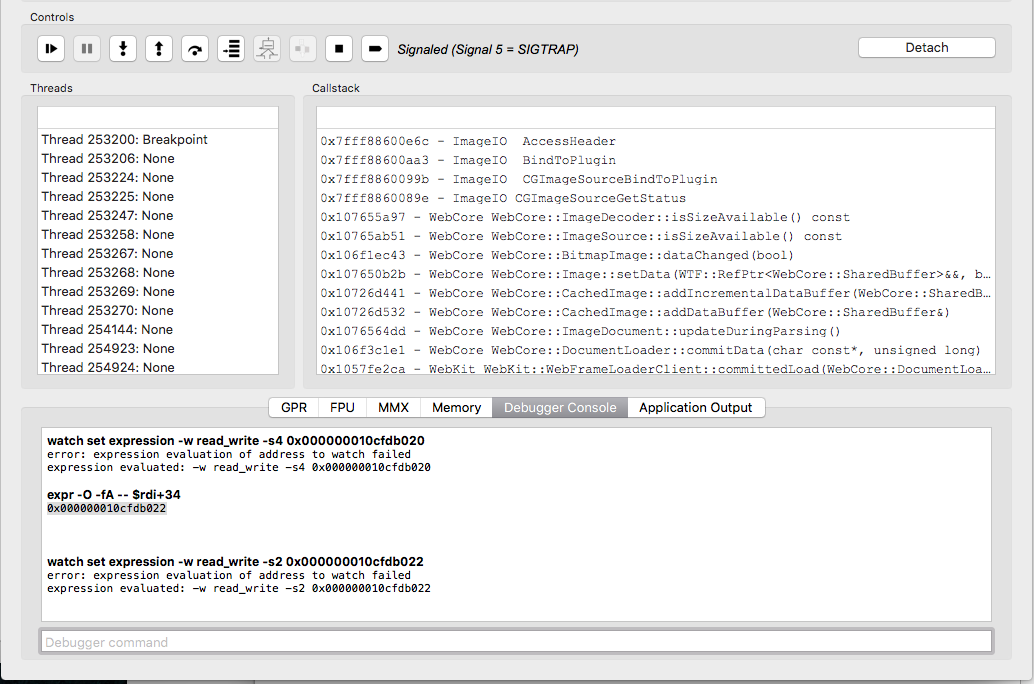 Controls
Signaled (Signal 5 = SIGTRAP)
Detach
Threads
Thread 253200: Breakpoint
Thread 253206: None
Thread 253224: None
Thread 253225: None
Thread 253247: None
Thread 253258: None
Thread 253267: None
Thread 253268: None
Thread 253269: None
Thread 253270: None
Thread 254144: None
Thread 254923: None
Thread 254924: None
Callstack
0x7fff88600e6c - ImageIO  AccessHeader
0x7fff88600aa3 - ImageIO  BindToPlugin
0x7fff8860099b - ImageIO  CGImageSourceBindToPlugin
0x7fff8860089e - ImageIO CGImageSourceGetStatus
0x107655a97 - WebCore WebCore::ImageDecoder::isSizeAvailable() const
0x10765ab51 - WebCore WebCore::ImageSource::isSizeAvailable() const
0x106f1ec43 - WebCore WebCore::BitmapImage::dataChanged(bool)
0x107650b2b - WebCore WebCore::Image::setData(WTF::RefPtr<WebCore::SharedBuffer>&&, b...
0x10726d441 - WebCore WebCore::CachedImage::addIncrementalDataBuffer(WebCore::SharedB...
0x10726d532 - WebCore WebCore::CachedImage::addDataBuffer(WebCore::SharedBuffer&)
0x1076564dd - WebCore WebCore::ImageDocument::updateDuringParsing()
0x106f3c1e1 - WebCore WebCore::DocumentLoader::commitData(char const*, unsigned long)
0x1057fe2ca - WebKit WebKit::WebFrameLoaderClient::committedLoad(WebCore::DocumentLoa...
GPR FPU MMX Memory Debugger Console Application Output
watch set expression -w read_write -s4 0x000000010cfdb020
error: expression evaluation of address to watch failed
expression evaluated: -w read_write -s4 0x000000010cfdb020
expr -O -fA -- $rdi+34
0x000000010cfdb022
watch set expression -w read_write -s2 0x000000010cfdb022
error: expression evaluation of address to watch failed
expression evaluated: -w read_write -s2 0x000000010cfdb022
Debugger command